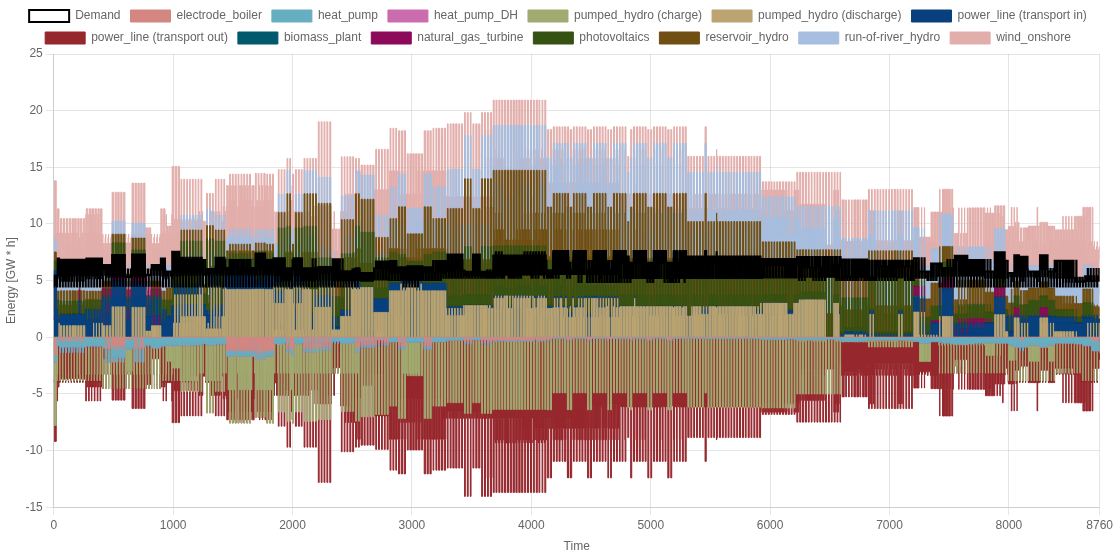 Demand electrode_boiler heat_pump heat_pump_DH pumped_hydro (charge) pumped_hydro (discharge) power_line (transport in)
power_line (transport out) biomass_plant natural_gas_turbine photovoltaics reservoir_hydro run-of-river_hydro wind_onshore
25
20
15
10
5
0
-5
-10
-15
Energy [GW * h]
0 1000 2000 3000 4000 5000 6000 7000 8000 8760
Time